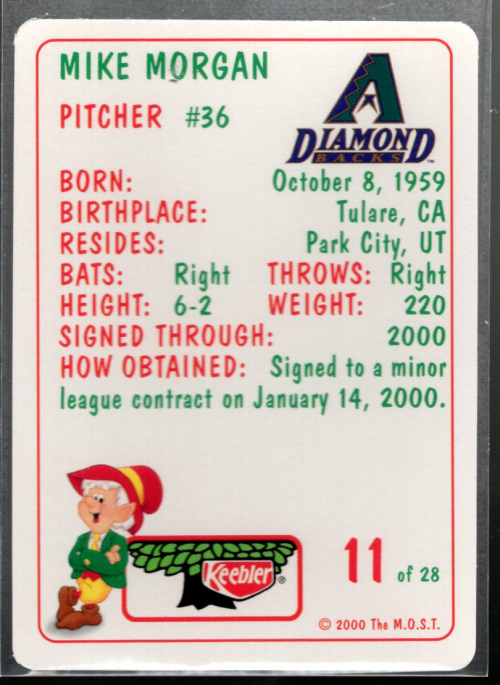 MIKE MORGAN
PITCHER #36
DIAMOND
BACKS™
BORN: October 8, 1959
BIRTHPLACE: Tulare, CA
RESIDES: Park City, UT
BATS: Right THROWS: Right
HEIGHT: 6-2 WEIGHT: 220
SIGNED THROUGH: 2000
HOW OBTAINED: Signed to a minor
league contract on January 14, 2000.
Keebler®
11 of 28
© 2000 The M.O.S.T.